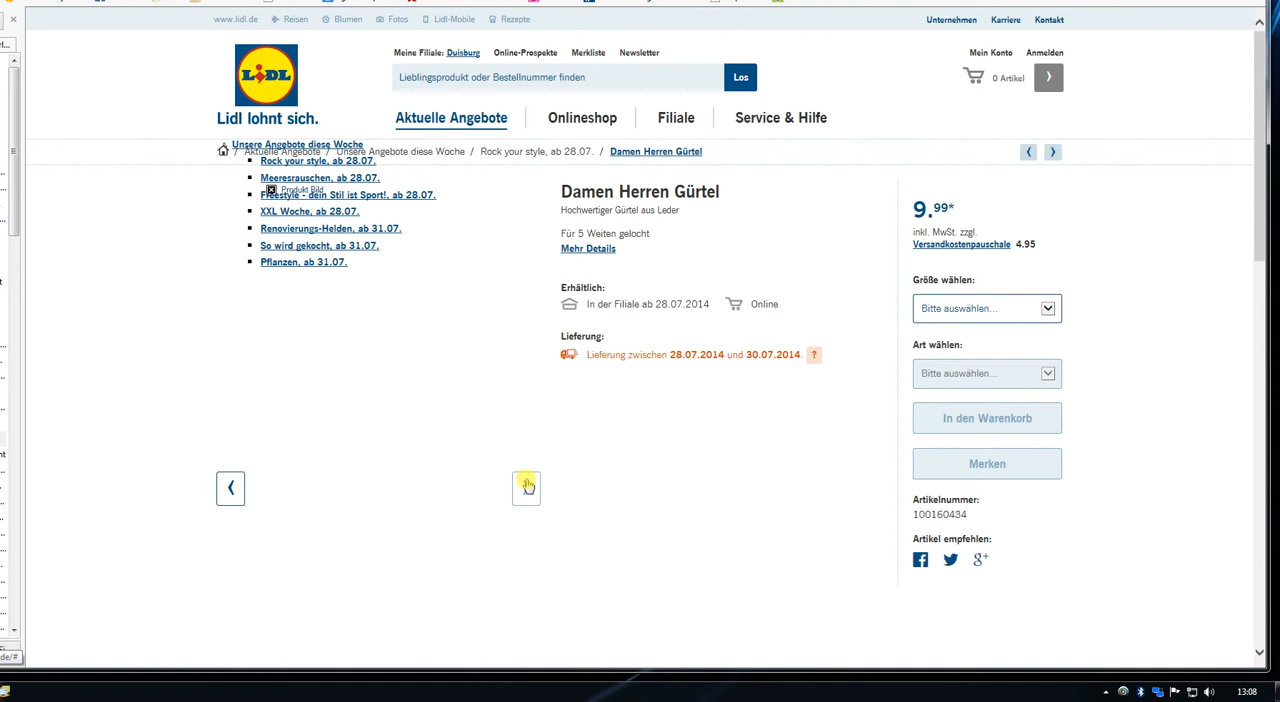 www.lidl.de Reisen Blumen Fotos Lidl-Mobile Rezepte Unternehmen Karriere Kontakt
Meine Filiale: Duisburg Online-Prospekte Merkliste Newsletter Mein Konto Anmelden
LIDL
Lieblingsprodukt oder Bestellnummer finden Los 0 Artikel
Lidl lohnt sich.
Aktuelle Angebote Onlineshop Filiale Service & Hilfe
Unsere Angebote diese Woche
/ Aktuelle Angebote / Unsere Angebote diese Woche / Rock your style, ab 28.07. / Damen Herren Gürtel
Rock your style, ab 28.07.
Meeresrauschen, ab 28.07.
Produkt Bild
Freestyle - dein Stil ist Sport!, ab 28.07.
XXL Woche, ab 28.07.
Renovierungs-Helden, ab 31.07.
So wird gekocht, ab 31.07.
Pflanzen, ab 31.07.
Damen Herren Gürtel
Hochwertiger Gürtel aus Leder
Für 5 Weiten gelocht
Mehr Details
Erhältlich:
In der Filiale ab 28.07.2014 Online
Lieferung:
Lieferung zwischen 28.07.2014 und 30.07.2014. ?
9.99*
inkl. MwSt. zzgl.
Versandkostenpauschale 4.95
Größe wählen:
Bitte auswählen...
Art wählen:
Bitte auswählen...
In den Warenkorb
Merken
Artikelnummer:
100160434
Artikel empfehlen:
g+
de/#
13:08